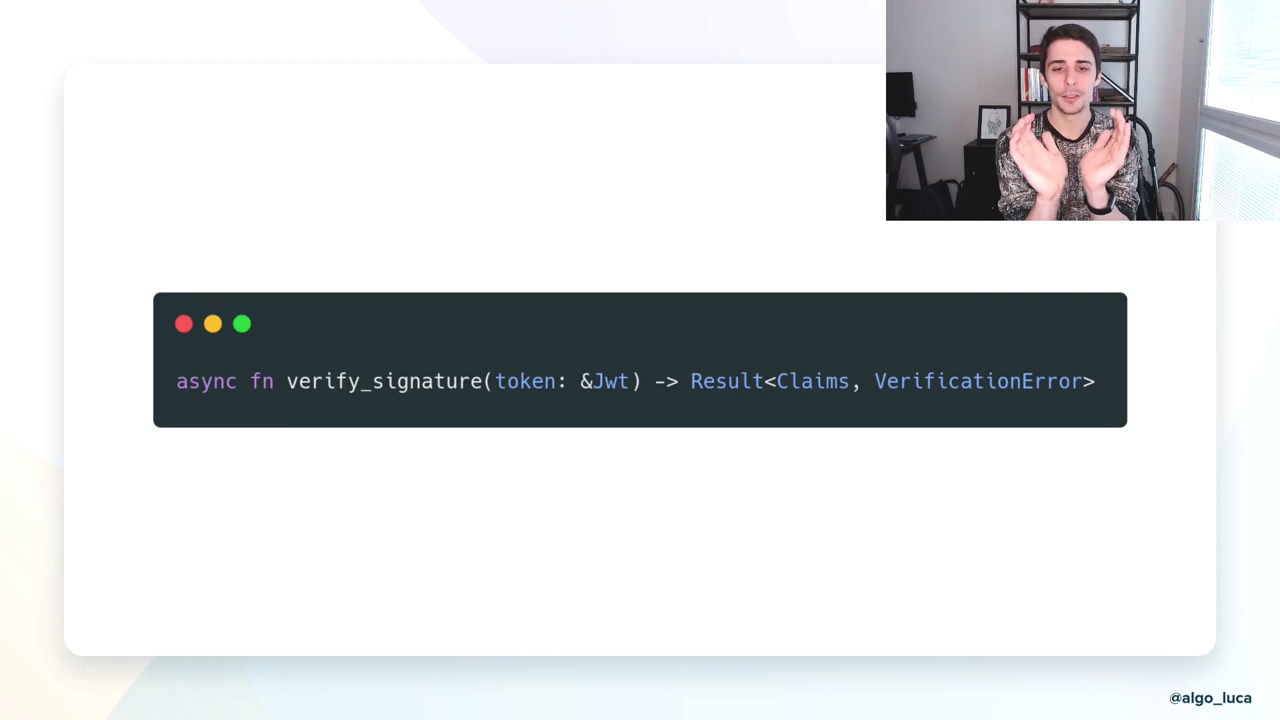 async fn verify_signature(token: &Jwt) -> Result<Claims, VerificationError>
@algo_luca